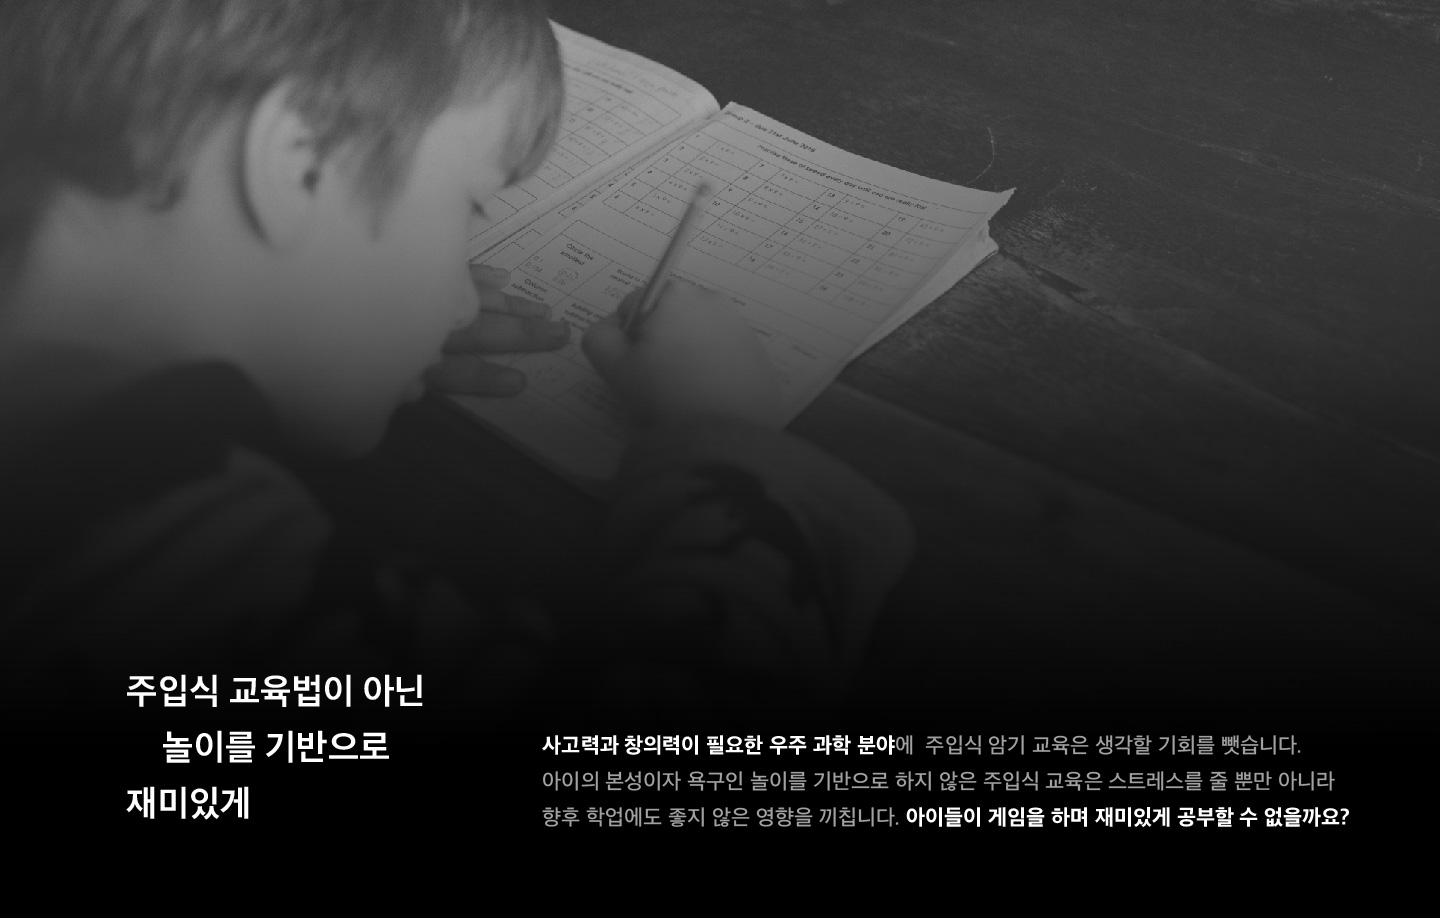 group 2 - due 21st June 2018
주입식 교육법이 아닌
놀이를 기반으로
재미있게
사고력과 창의력이 필요한 우주 과학 분야에 주입식 암기 교육은 생각할 기회를 뺏습니다.
아이의 본성이자 욕구인 놀이를 기반으로 하지 않은 주입식 교육은 스트레스를 줄 뿐만 아니라
향후 학업에도 좋지 않은 영향을 끼칩니다. 아이들이 게임을 하며 재미있게 공부할 수 없을까요?